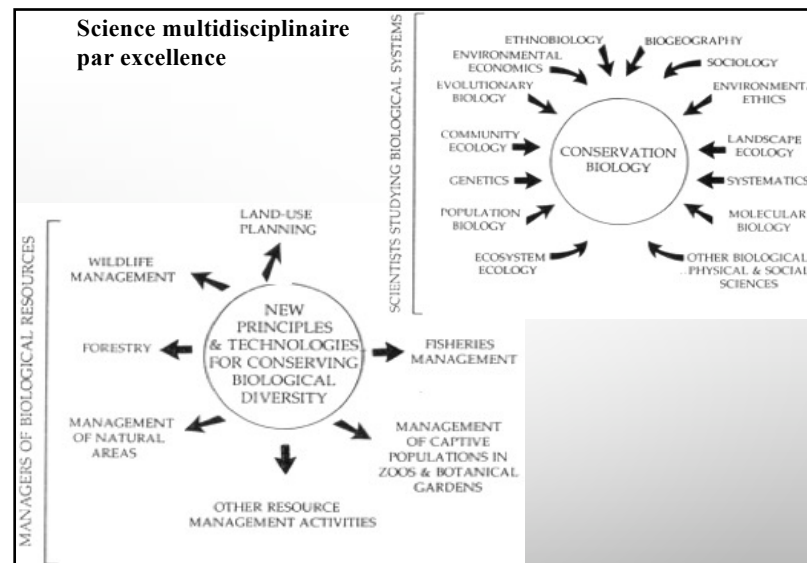 Science multidisciplinaire
par excellence
SCIENTISTS STUDYING BIOLOGICAL SYSTEMS
ETHNOBIOLOGY
BIOGEOGRAPHY
ENVIRONMENTAL
ECONOMICS
SOCIOLOGY
EVOLUTIONARY
BIOLOGY
ENVIRONMENTAL
ETHICS
COMMUNITY
ECOLOGY
CONSERVATION
BIOLOGY
LANDSCAPE
ECOLOGY
GENETICS
SYSTEMATICS
POPULATION
BIOLOGY
MOLECULAR
BIOLOGY
ECOSYSTEM
ECOLOGY
OTHER BIOLOGICAL,
PHYSICAL & SOCIAL
SCIENCES
MANAGERS OF BIOLOGICAL RESOURCES
LAND-USE
PLANNING
WILDLIFE
MANAGEMENT
NEW
PRINCIPLES
& TECHNOLOGIES
FOR CONSERVING
BIOLOGICAL
DIVERSITY
FORESTRY
FISHERIES
MANAGEMENT
MANAGEMENT
OF NATURAL
AREAS
MANAGEMENT
OF CAPTIVE
POPULATIONS IN
ZOOS & BOTANICAL
GARDENS
OTHER RESOURCE
MANAGEMENT ACTIVITIES